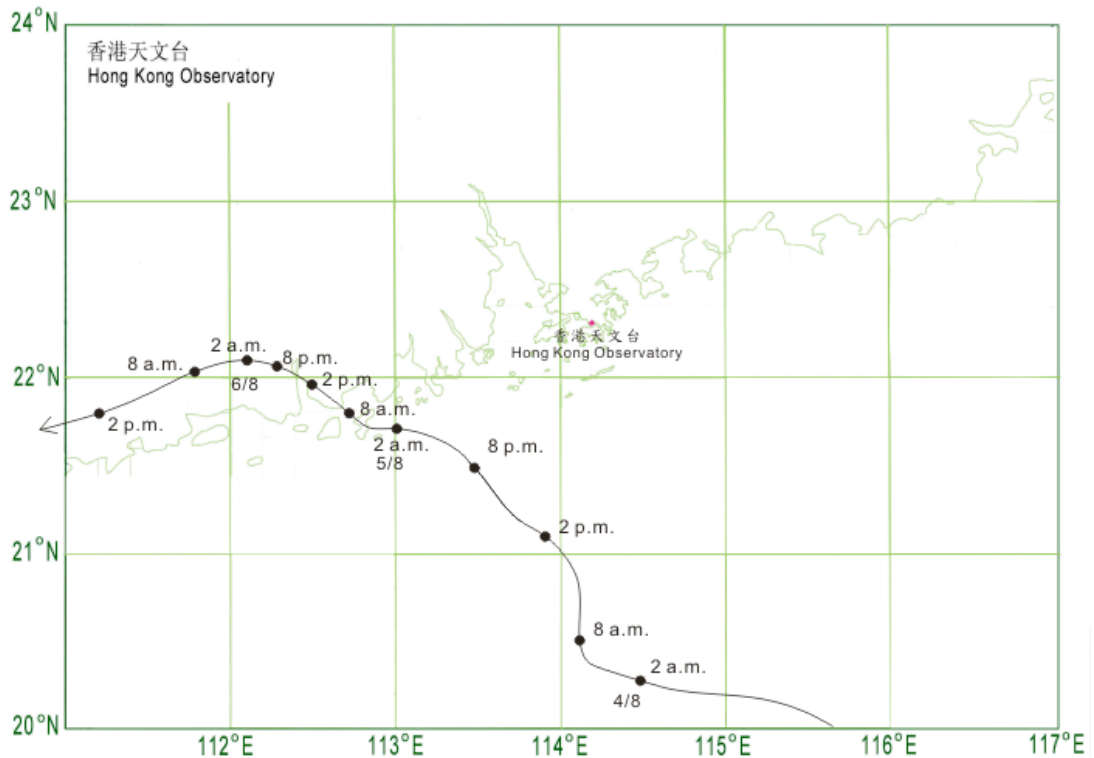 24°N
香港天文台
Hong Kong Observatory
23°N
香港天文台
Hong Kong Observatory
22°N
2 a.m.
8 a.m.
8 p.m.
6/8
2 p.m.
2 p.m.
8 a.m.
2 a.m.
5/8
8 p.m.
2 p.m.
21°N
8 a.m.
2 a.m.
4/8
20°N
112°E
113°E
114°E
115°E
116°E
117°E